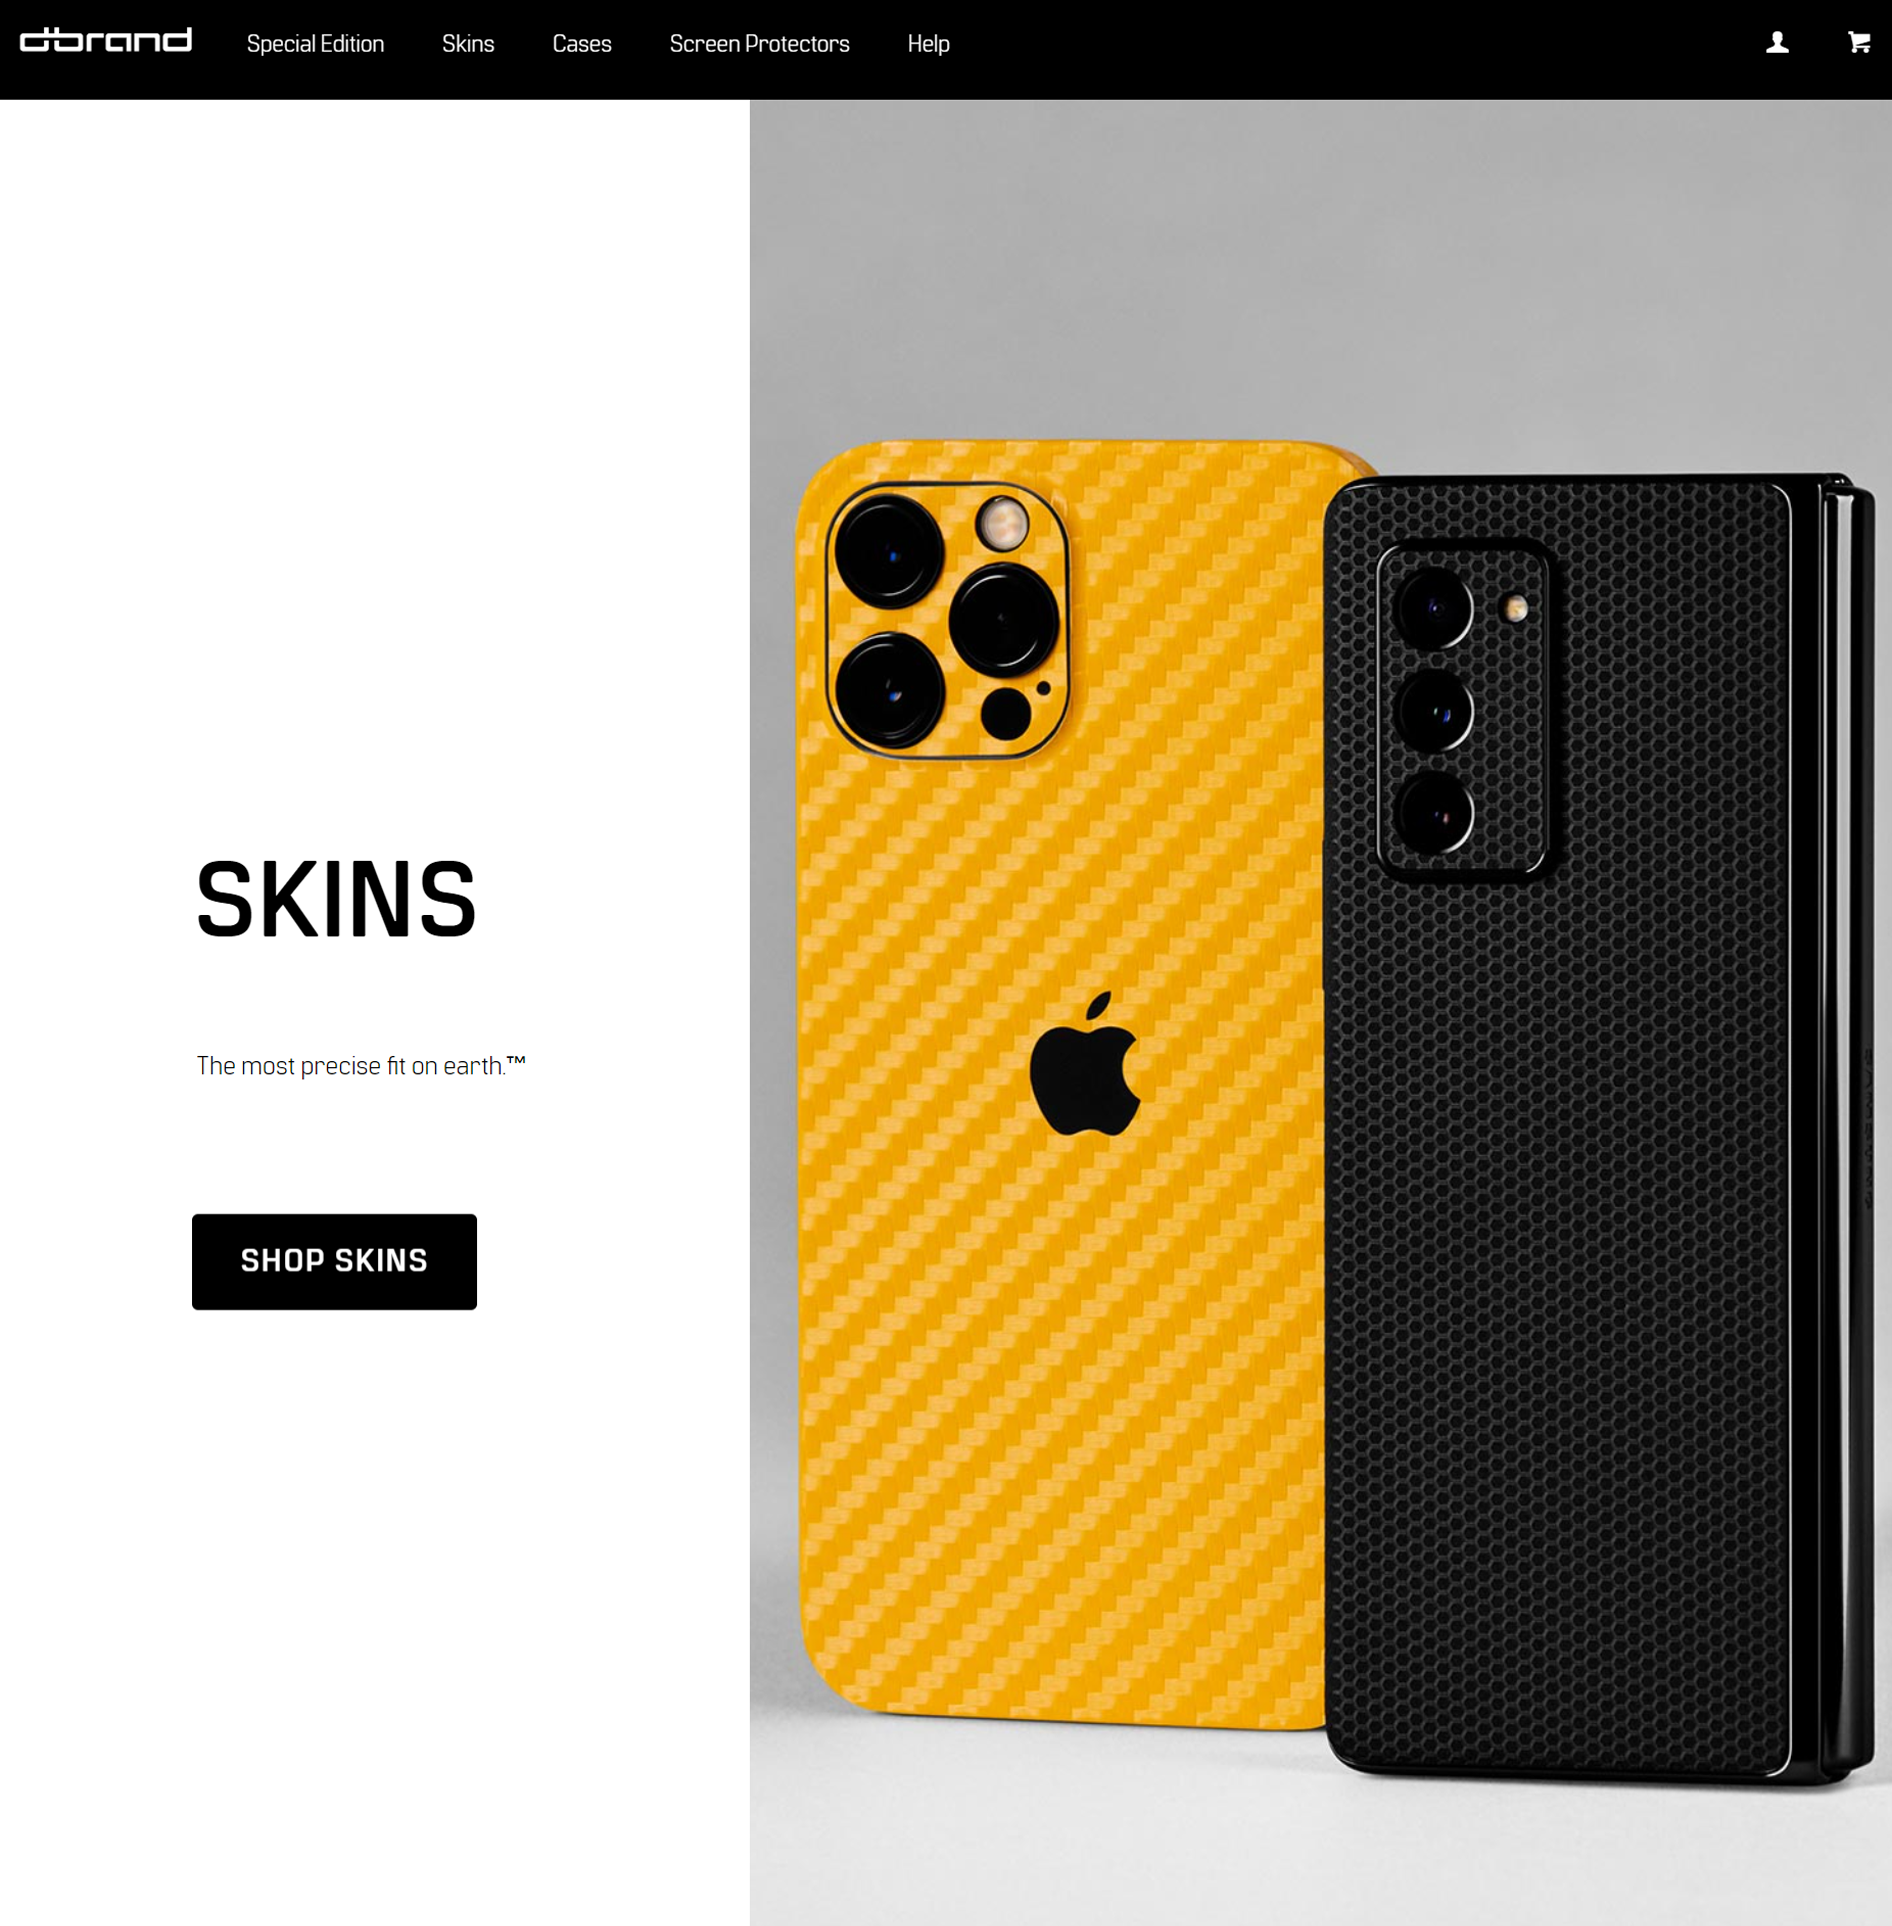 dbrand Special Edition Skins Cases Screen Protectors Help
SKINS
The most precise fit on earth.™
SHOP SKINS